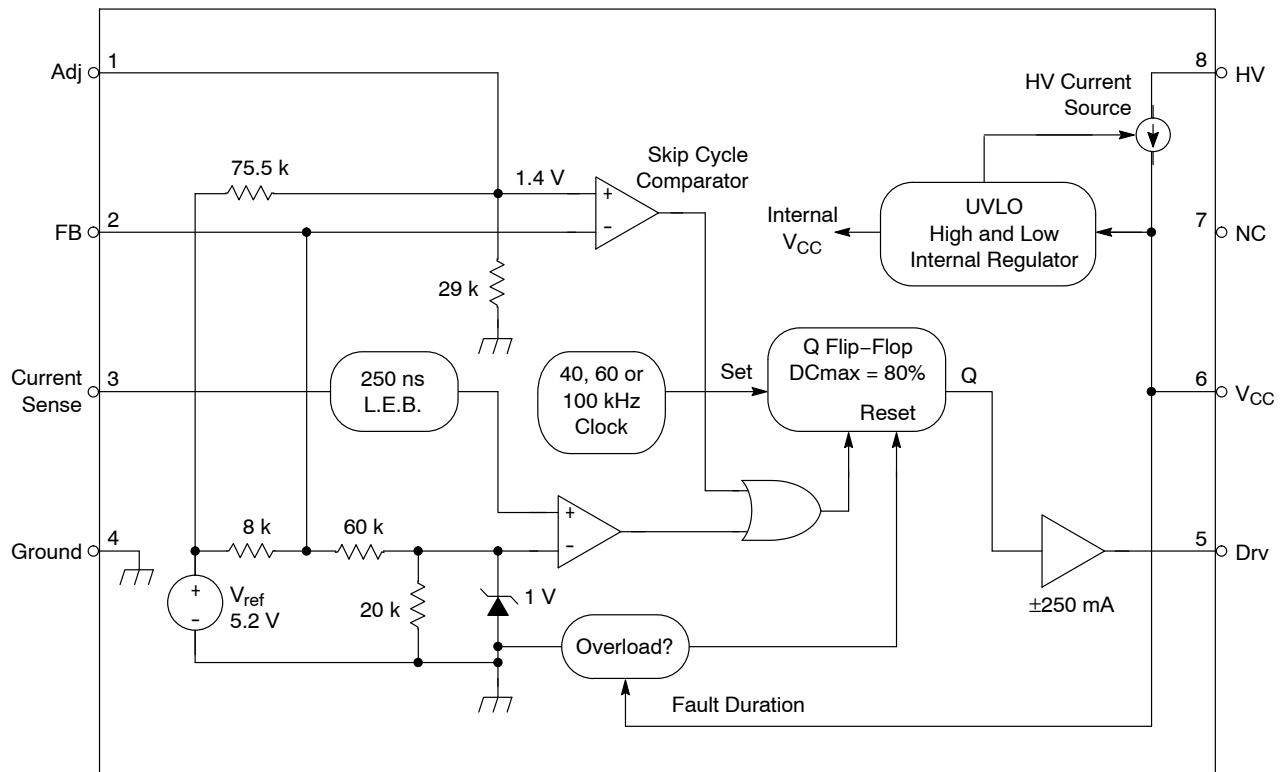 Adj
1
8
HV
HV Current
Source
75.5 k
Skip Cycle
Comparator
1.4 V
+
-
FB
2
Internal
VCC
UVLO
High and Low
Internal Regulator
7
NC
29 k
Current
Sense
3
250 ns
L.E.B.
40, 60 or
100 kHz
Clock
Set
Q Flip−Flop
DCmax = 80%
Reset
Q
6
VCC
8 k
60 k
+
-
Ground
4
5
Drv
+
-
Vref
5.2 V
20 k
1 V
±250 mA
Overload?
Fault Duration